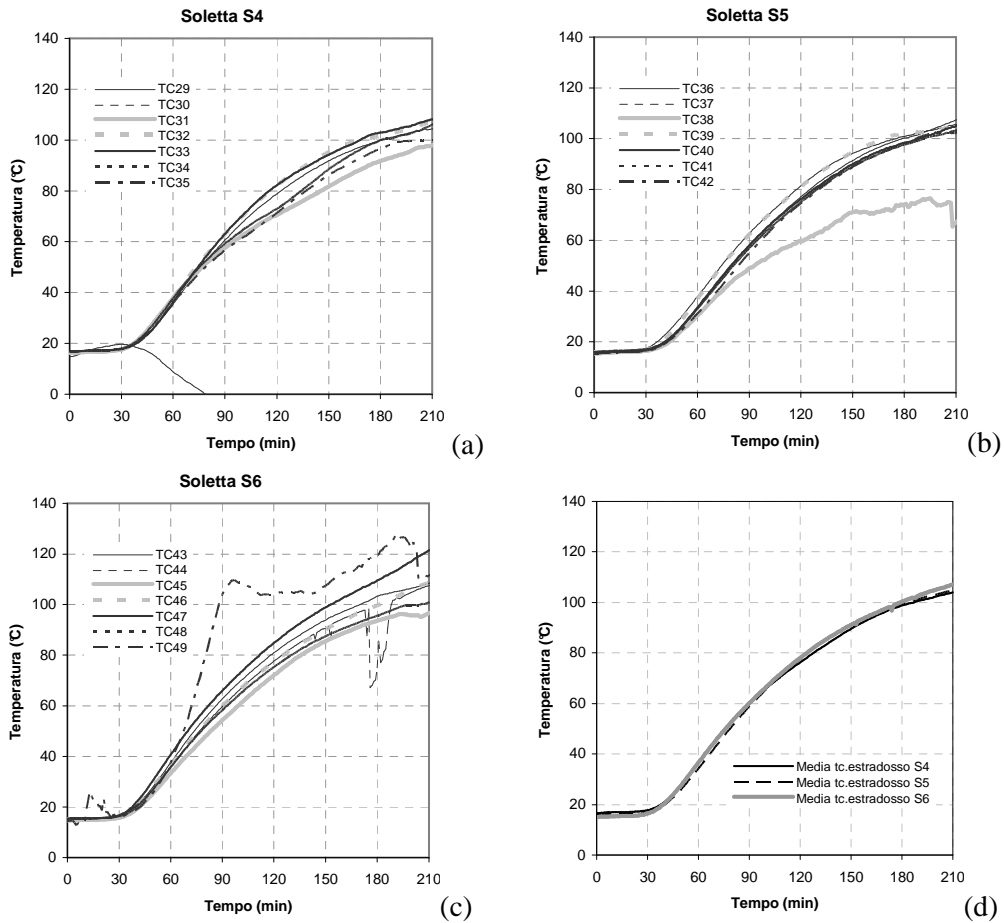 Soletta S4
140
120
100
80
60
40
20
0
Temperatura (°C)
TC29
TC30
TC31
TC32
TC33
TC34
TC35
0 30 60 90 120 150 180 210
Tempo (min)
(a)
Soletta S5
140
120
100
80
60
40
20
0
Temperatura (°C)
TC36
TC37
TC38
TC39
TC40
TC41
TC42
0 30 60 90 120 150 180 210
Tempo (min)
(b)
Soletta S6
140
120
100
80
60
40
20
0
Temperatura (°C)
TC43
TC44
TC45
TC46
TC47
TC48
TC49
0 30 60 90 120 150 180 210
Tempo (min)
(c)
140
120
100
80
60
40
20
0
Temperatura (°C)
Media tc.estradosso S4
Media tc.estradosso S5
Media tc.estradosso S6
0 30 60 90 120 150 180 210
Tempo (min)
(d)